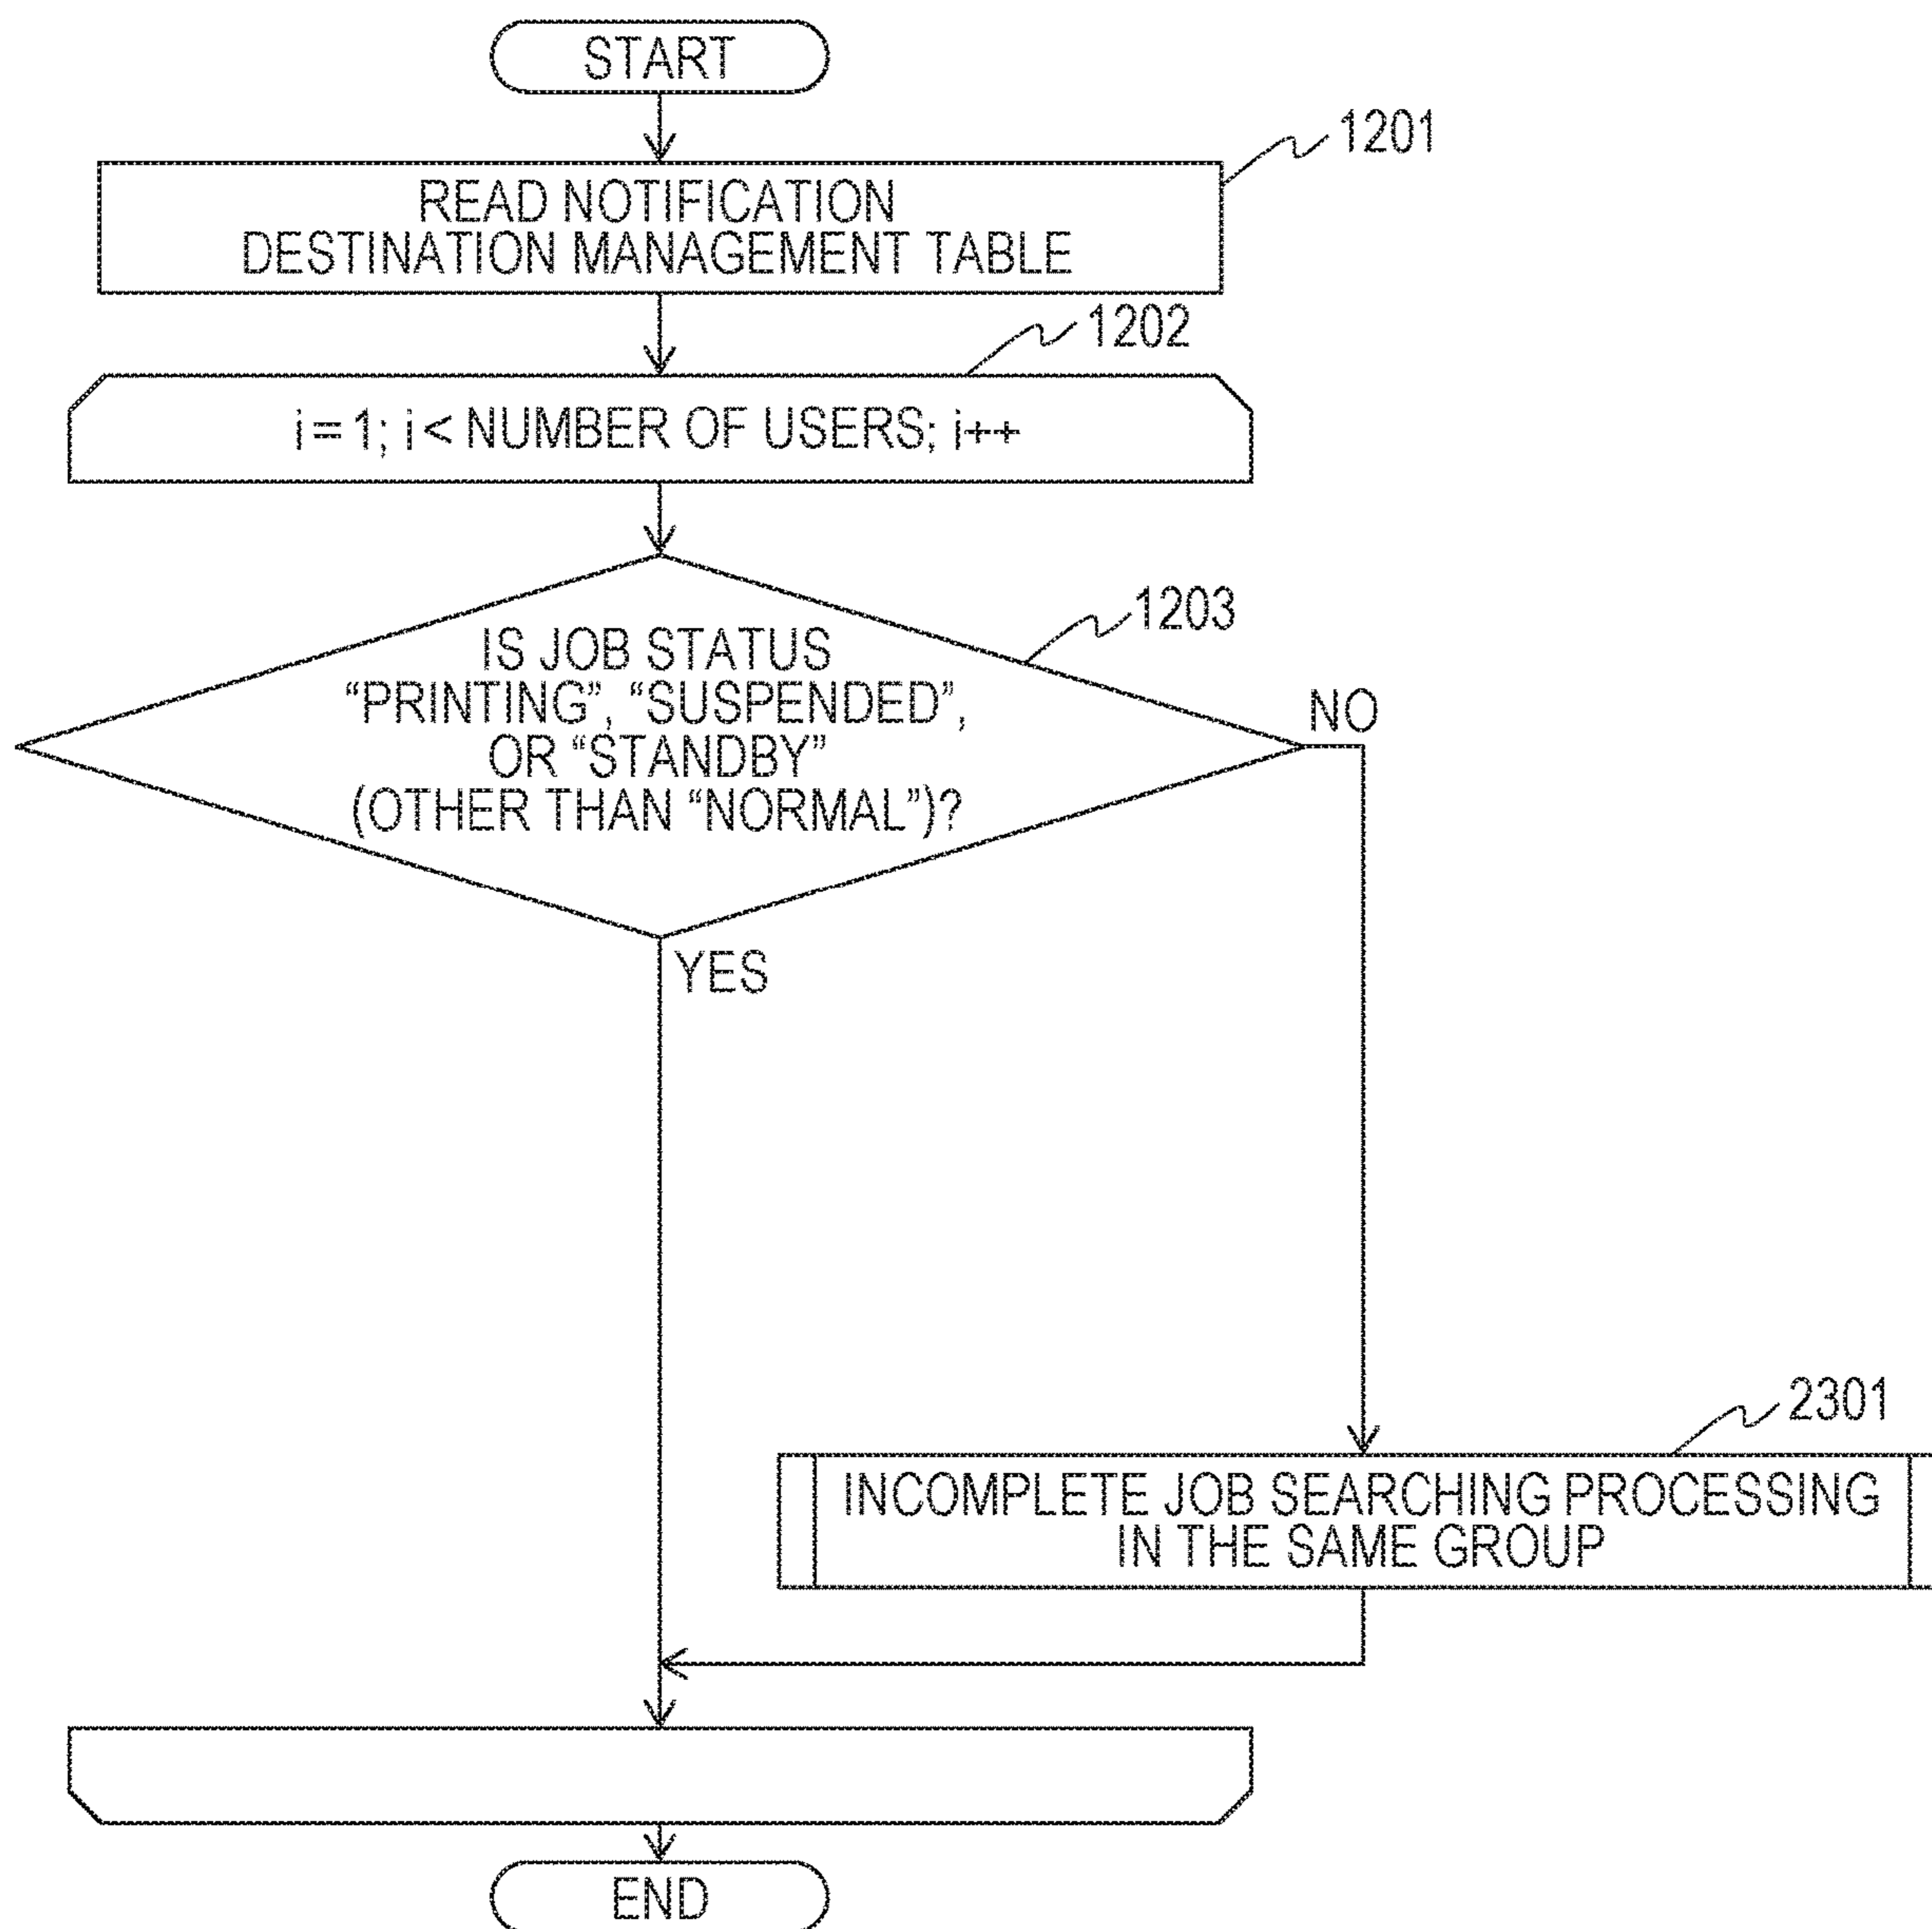 START
1201
READ NOTIFICATION
DESTINATION MANAGEMENT TABLE
1202
i=1; i< NUMBER OF USERS; i++
1203
IS JOB STATUS
“PRINTING”, “SUSPENDED”,
OR “STANDBY”
(OTHER THAN “NORMAL”)?
NO
YES
2301
INCOMPLETE JOB SEARCHING PROCESSING
IN THE SAME GROUP
END